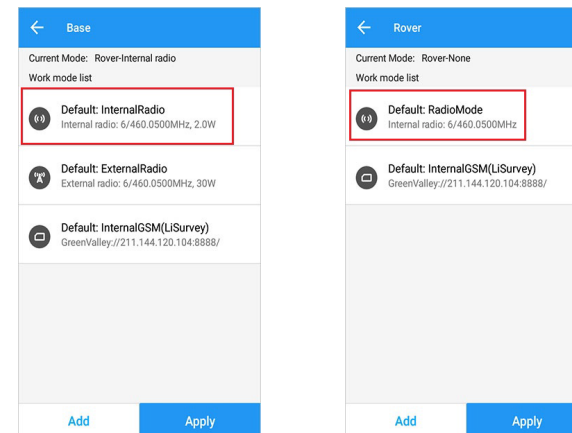 Base
Current Mode: Rover-Internal radio
Work mode list
Default: InternalRadio
Internal radio: 6/460.0500MHz, 2.0W
Default: ExternalRadio
External radio: 6/460.0500MHz, 30W
Default: InternalGSM(LiSurvey)
GreenValley://211.144.120.104:8888/
Add
Apply
Rover
Current Mode: Rover-None
Work mode list
Default: RadioMode
Internal radio: 6/460.0500MHz
Default: InternalGSM(LiSurvey)
GreenValley://211.144.120.104:8888/
Add
Apply